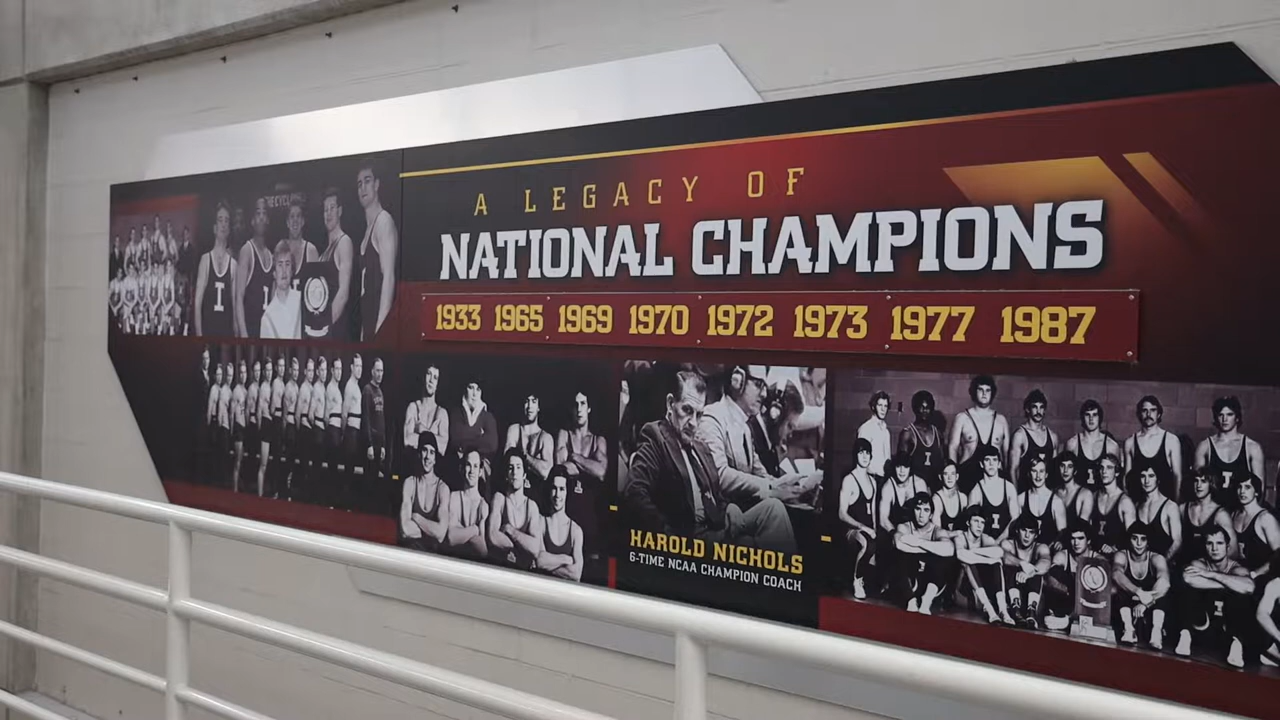 A LEGACY OF
NATIONAL CHAMPIONS
1933 1965 1969 1970 1972 1973 1977 1987
HAROLD NICHOLS
6-TIME NCAA CHAMPION COACH
I